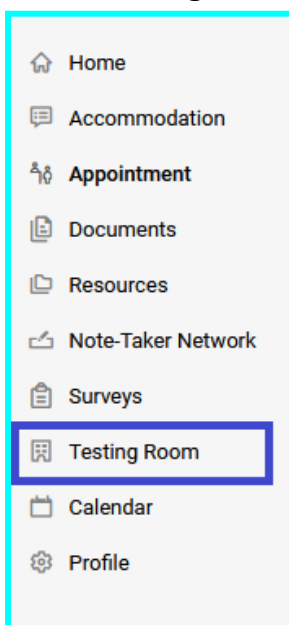 Home
Accommodation
Appointment
Documents
Resources
Note-Taker Network
Surveys
Testing Room
Calendar
Profile